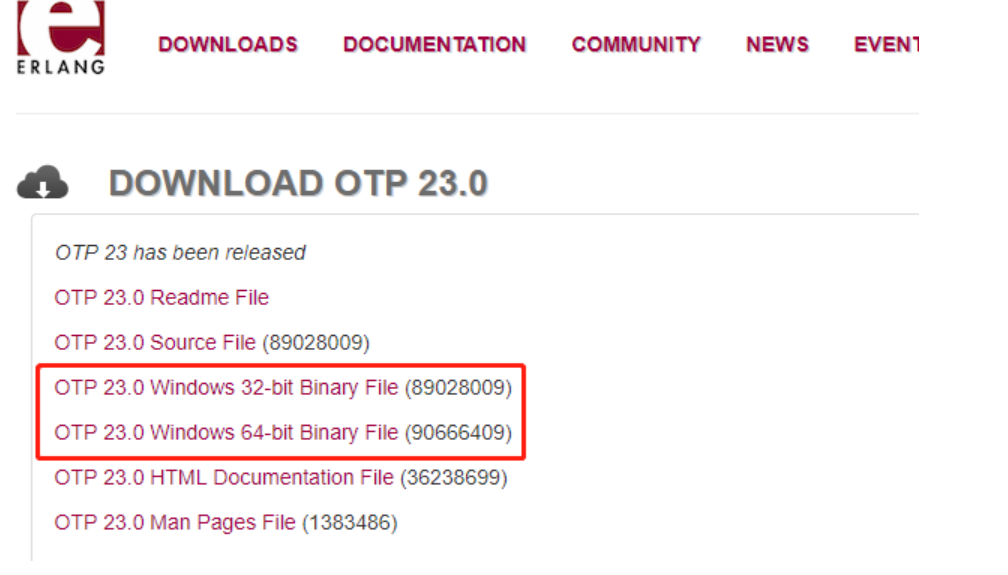 ERLANG
DOWNLOADS DOCUMENTATION COMMUNITY NEWS EVENT
DOWNLOAD OTP 23.0
OTP 23 has been released
OTP 23.0 Readme File
OTP 23.0 Source File (89028009)
OTP 23.0 Windows 32-bit Binary File (89028009)
OTP 23.0 Windows 64-bit Binary File (90666409)
OTP 23.0 HTML Documentation File (36238699)
OTP 23.0 Man Pages File (1383486)